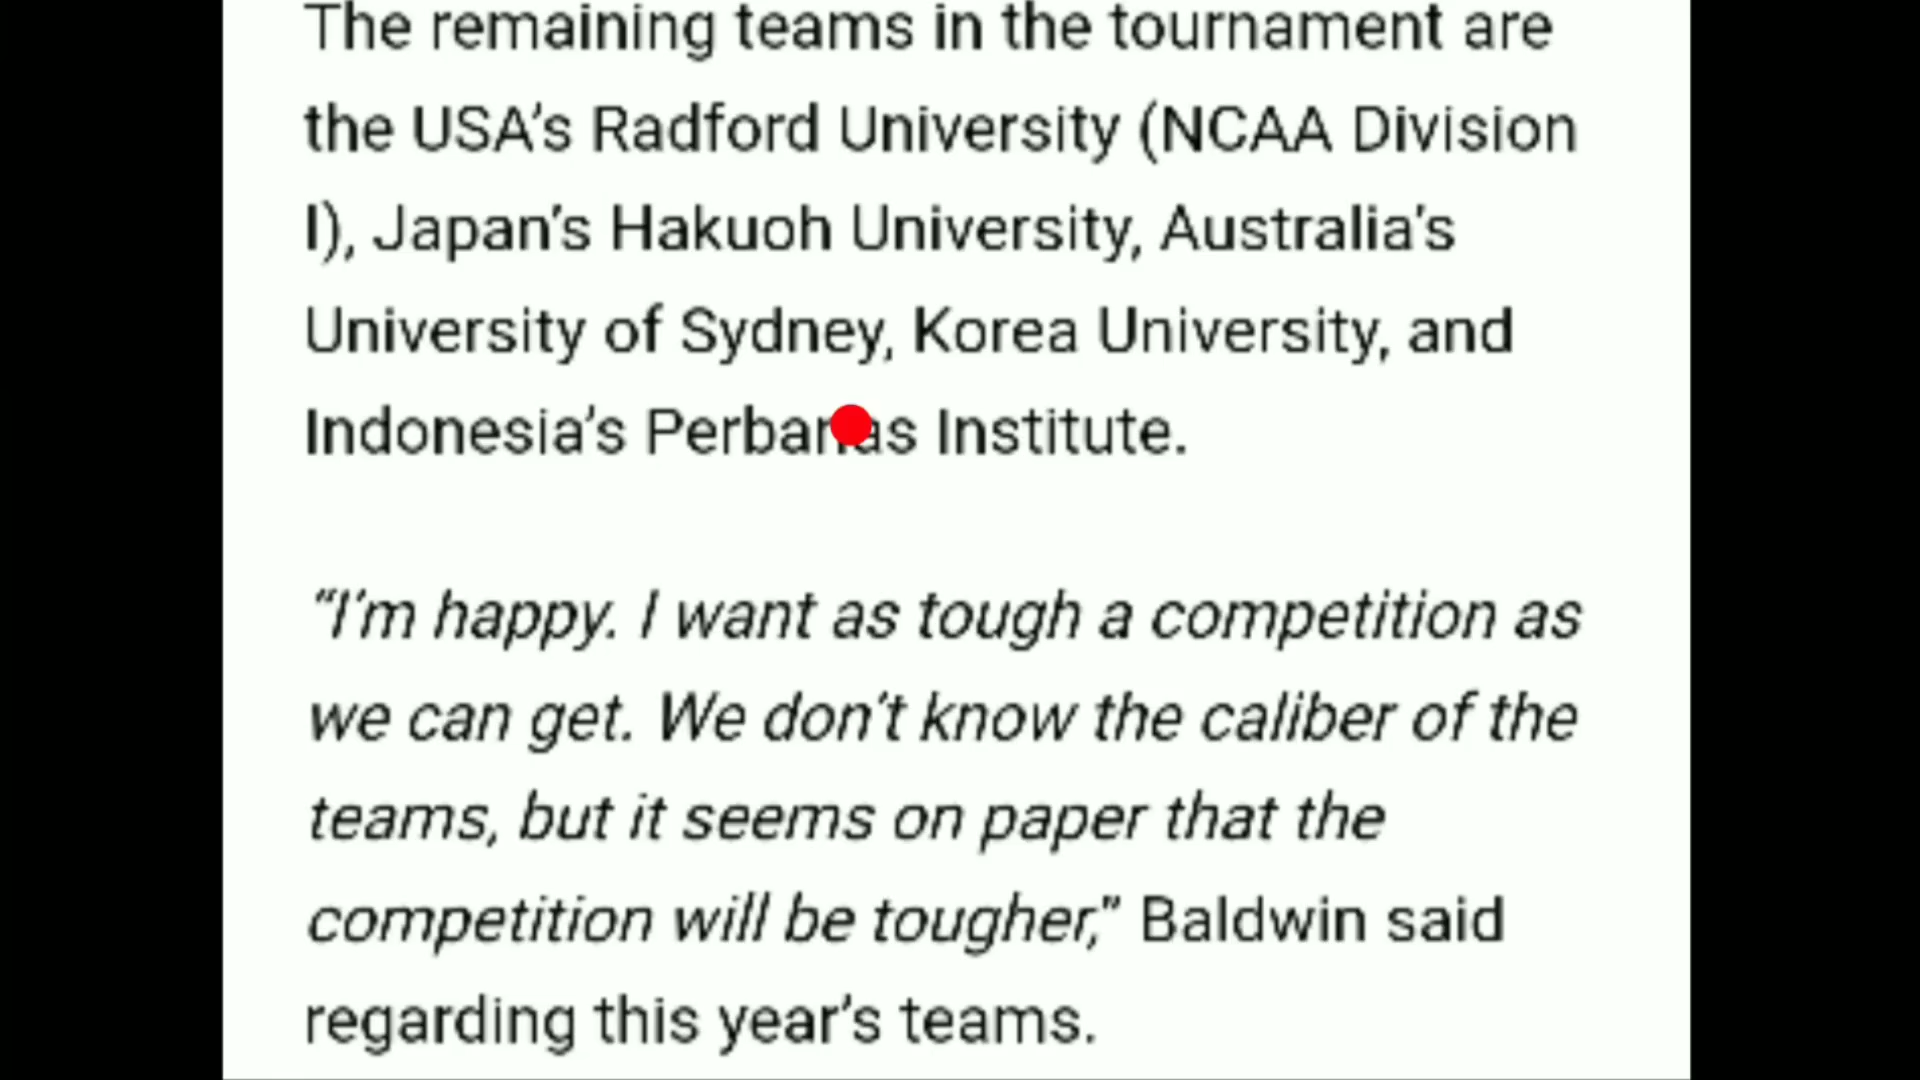 The remaining teams in the tournament are
the USA's Radford University (NCAA Division
I), Japan's Hakuoh University, Australia's
University of Sydney, Korea University, and
Indonesia's Perbanas Institute.
“I'm happy. I want as tough a competition as
we can get. We don't know the caliber of the
teams, but it seems on paper that the
competition will be tougher,” Baldwin said
regarding this year's teams.